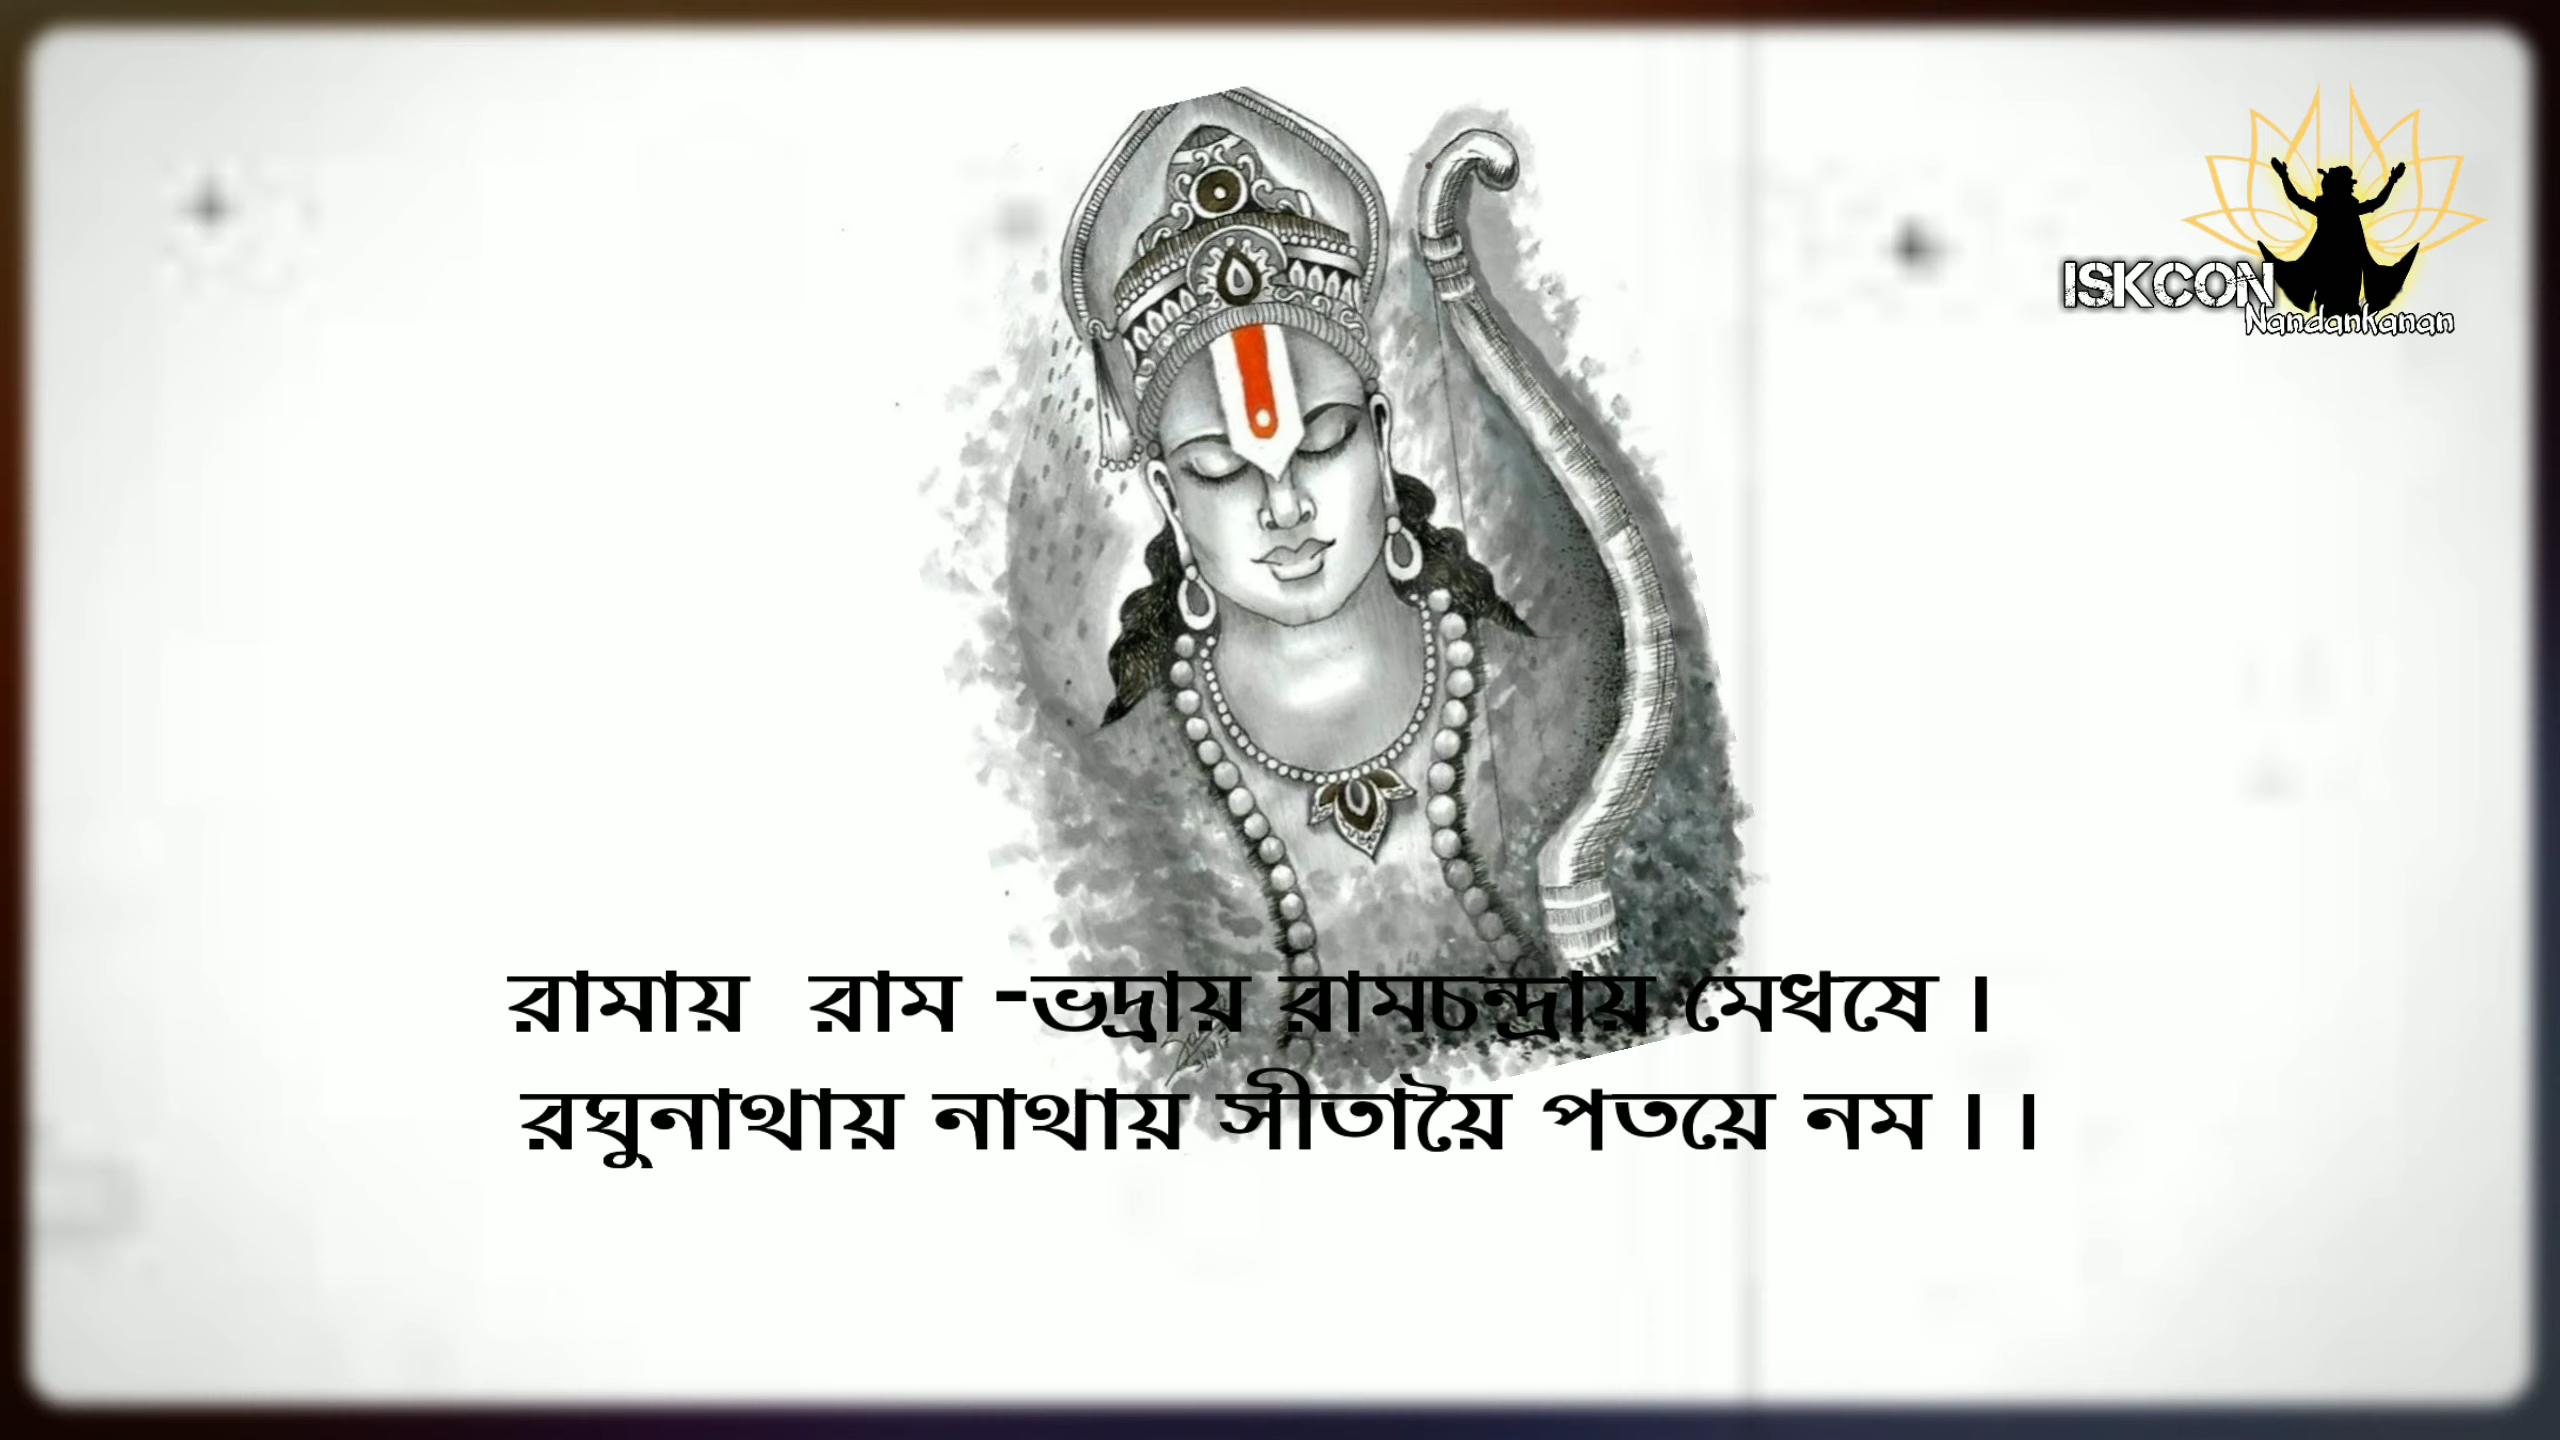 ISKCON
Nandankanan
রামায়  রাম -ভদ্রায় রামচন্দ্রায় মেধষে ।
রঘুনাথায় নাথায় সীতায়ৈ পতয়ে নম । ।